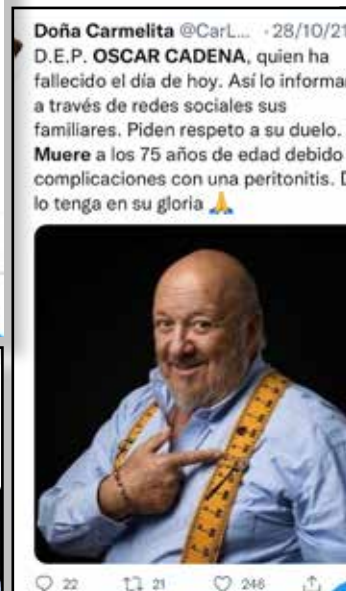 Doña Carmelita @CarL... · 28/10/21
D.E.P. OSCAR CADENA, quien ha
fallecido el día de hoy. Así lo informan
a través de redes sociales sus
familiares. Piden respeto a su duelo.
Muere a los 75 años de edad debido
complicaciones con una peritonitis. D
lo tenga en su gloria 🙏
22 21 246